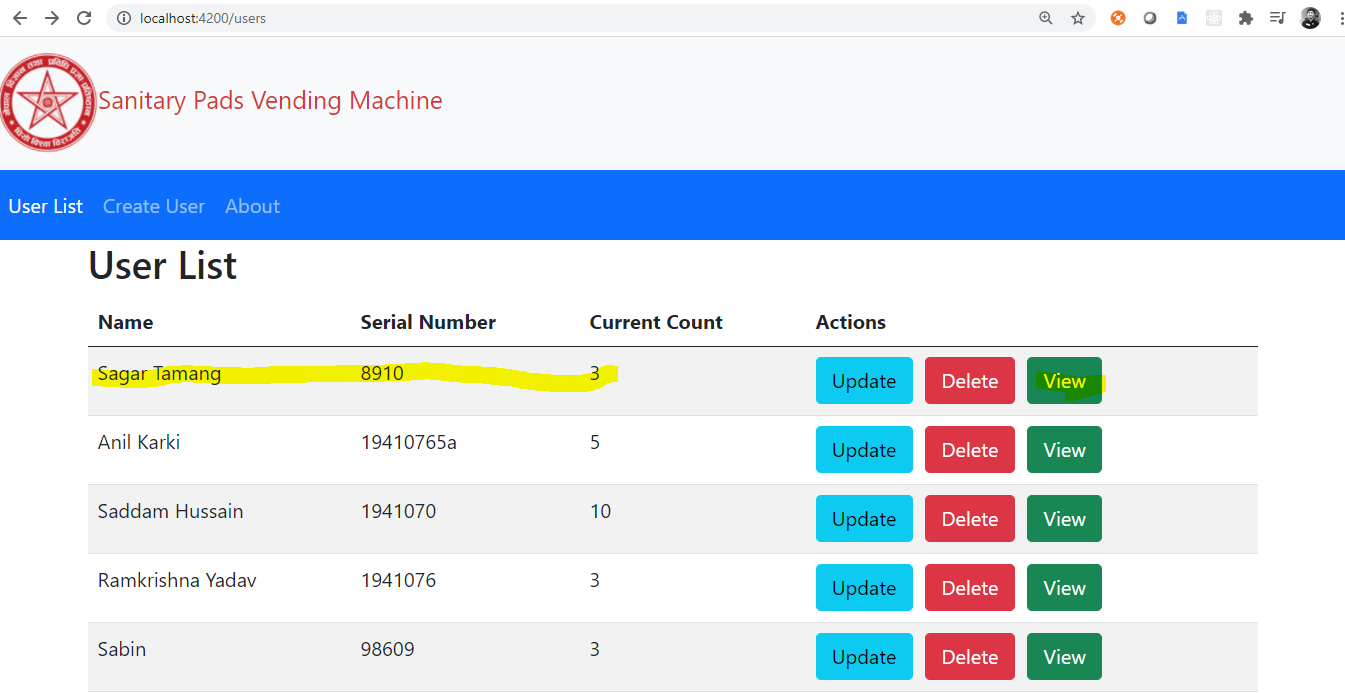 localhost:4200/users
Sanitary Pads Vending Machine
User List Create User About
User List
Name Serial Number Current Count Actions
Sagar Tamang 8910 3 Update Delete View
Anil Karki 19410765a 5 Update Delete View
Saddam Hussain 1941070 10 Update Delete View
Ramkrishna Yadav 1941076 3 Update Delete View
Sabin 98609 3 Update Delete View